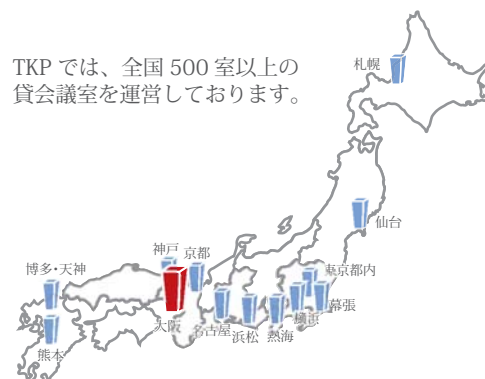 TKP では、全国 500 室以上の
貸会議室を運営しております。
札幌
仙台
神戸
京都
博多・天神
東京都内
幕張
横浜
大阪
名古屋
浜松
熱海
熊本